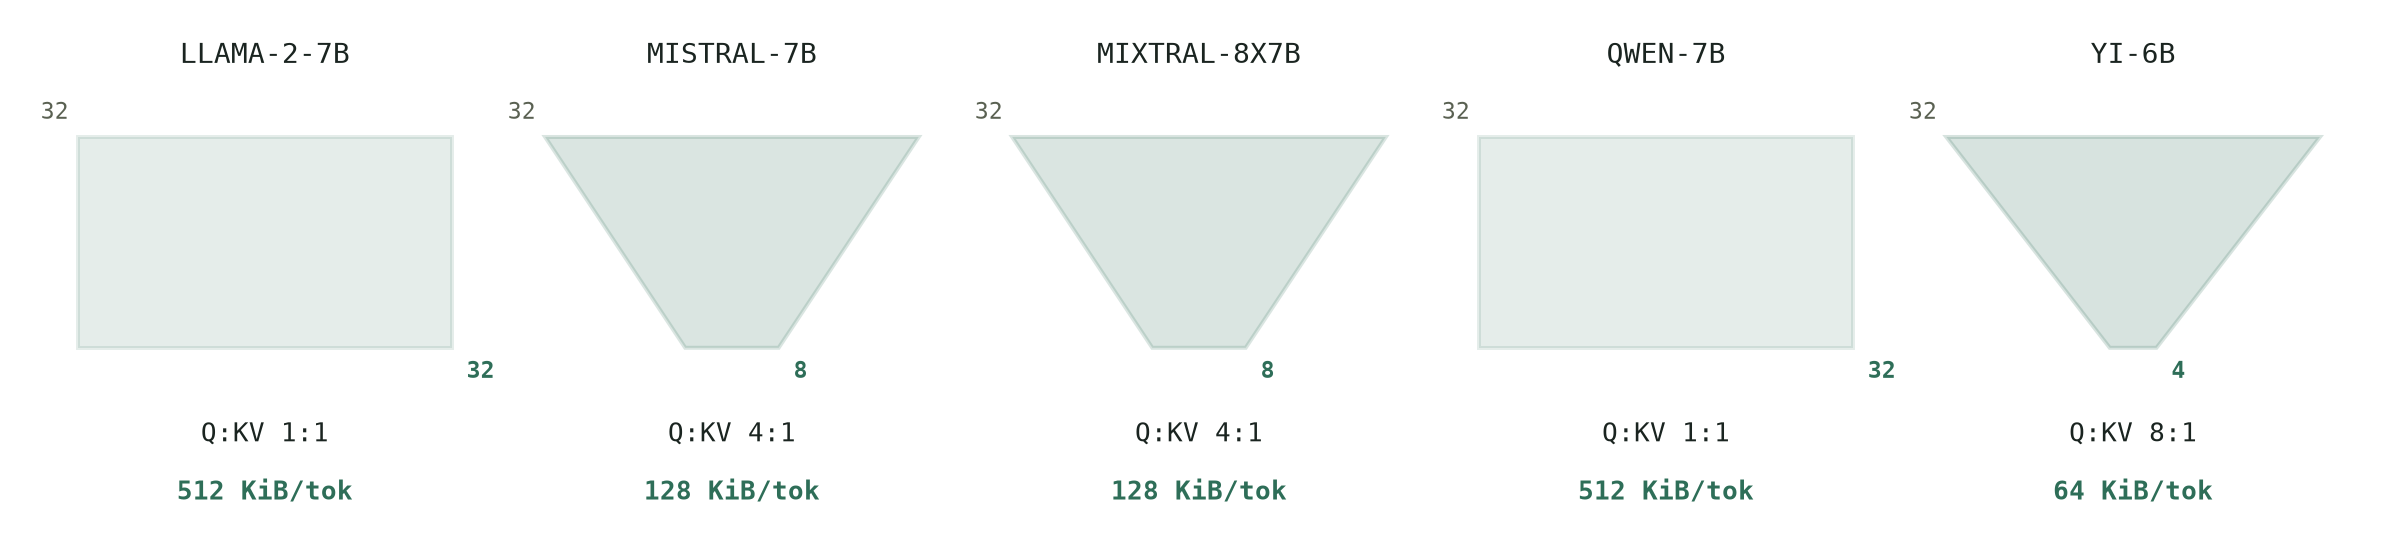 LLAMA-2-7B
32
32
Q:KV 1:1
512 KiB/tok
MISTRAL-7B
32
8
Q:KV 4:1
128 KiB/tok
MIXTRAL-8X7B
32
8
Q:KV 4:1
128 KiB/tok
QWEN-7B
32
32
Q:KV 1:1
512 KiB/tok
YI-6B
32
4
Q:KV 8:1
64 KiB/tok